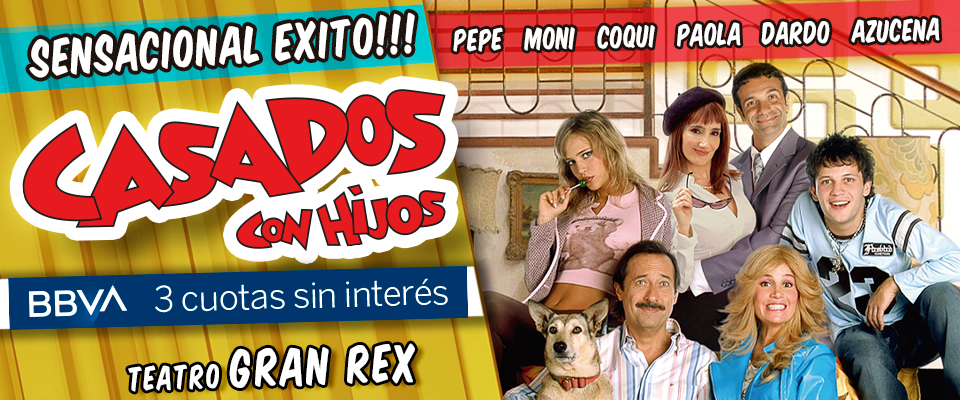 SENSACIONAL EXITO!!!
PEPE MONI COQUI PAOLA DARDO AZUCENA
CASADOS
CON HIJOS
BBVA 3 cuotas sin interés
TEATRO GRAN REX
23